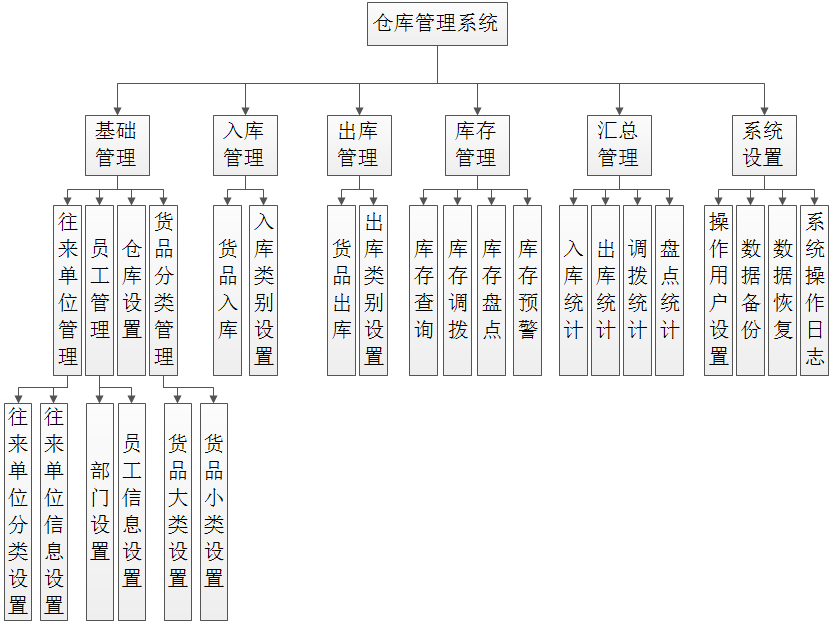 仓库管理系统
基础
管理
入库
管理
出库
管理
库存
管理
汇总
管理
系统
设置
往来单位管理
员工管理
仓库设置
货品分类管理
货品入库
入库类别设置
货品出库
出库类别设置
库存查询
库存调拨
库存盘点
库存预警
入库统计
出库统计
调拨统计
盘点统计
操作用户设置
数据备份
数据恢复
系统操作日志
往来单位分类设置
往来单位信息设置
部门设置
员工信息设置
货品大类设置
货品小类设置